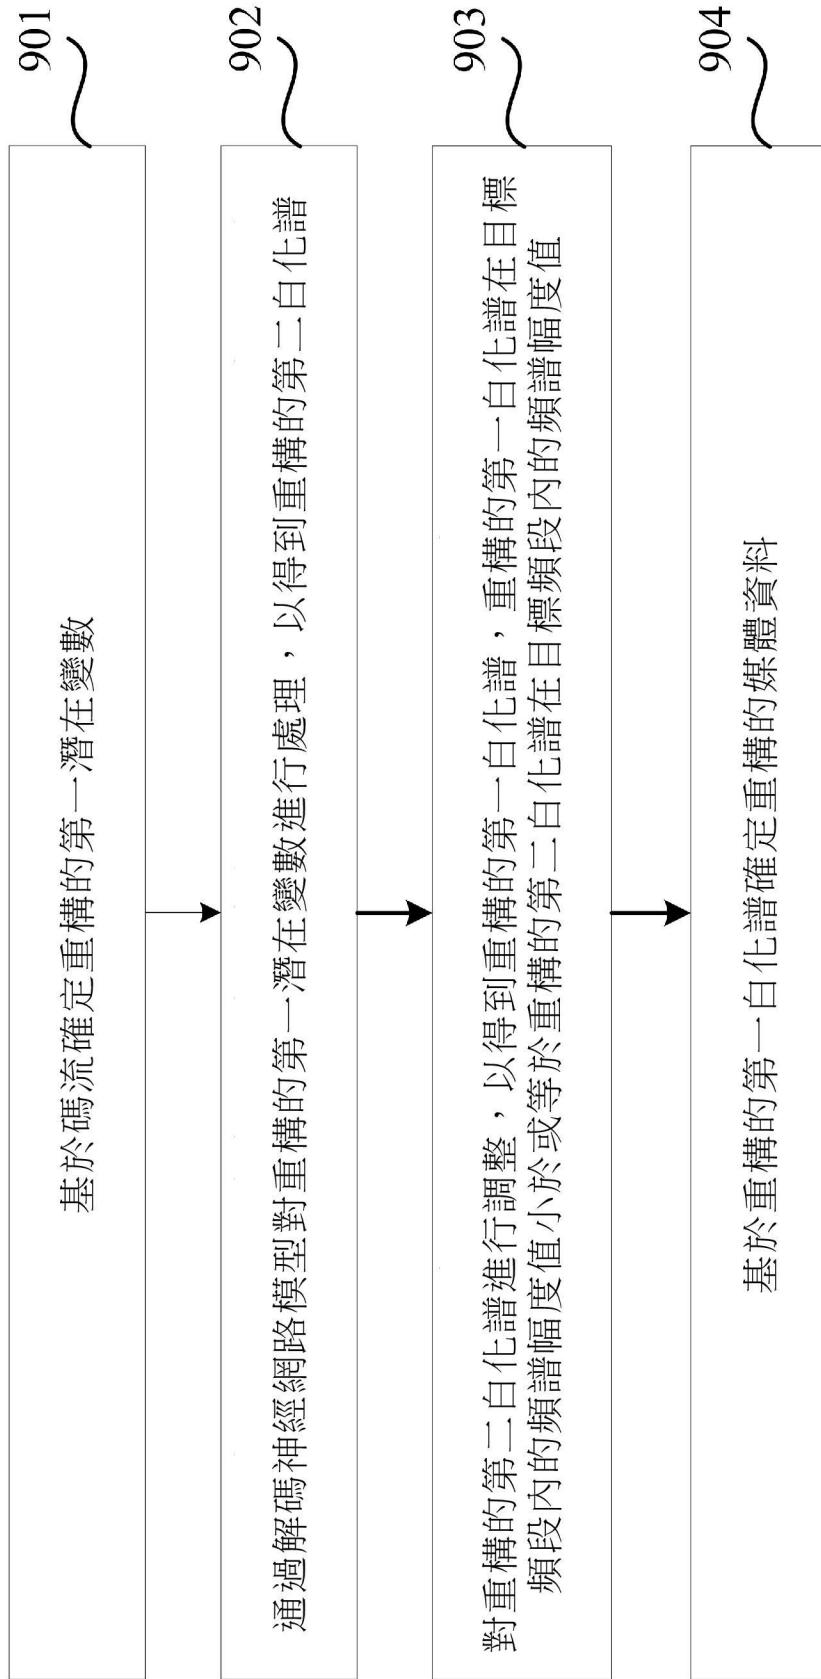 901
基於碼流確定重構的第一潛在變數
902
通過解碼神經網路模型對重構的第一潛在變數進行處理，以得到重構的第二白化譜
903
對重構的第二白化譜進行調整，以得到重構的第一白化譜，重構的第一白化譜在目標
頻段內的頻譜幅度值小於或等於重構的第二白化譜在目標頻段內的頻譜幅度值
904
基於重構的第一白化譜確定重構的媒體資料